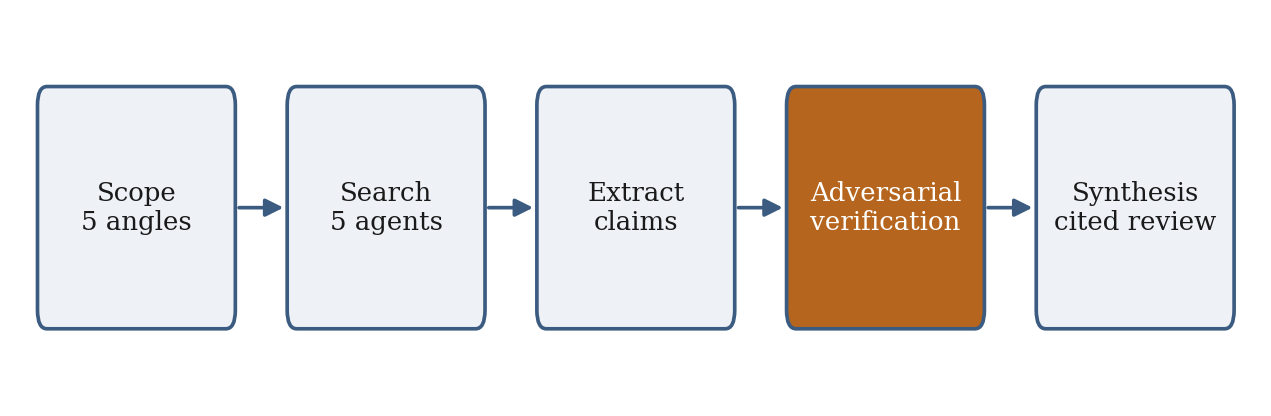 Scope
5 angles
Search
5 agents
Extract
claims
Adversarial
verification
Synthesis
cited review